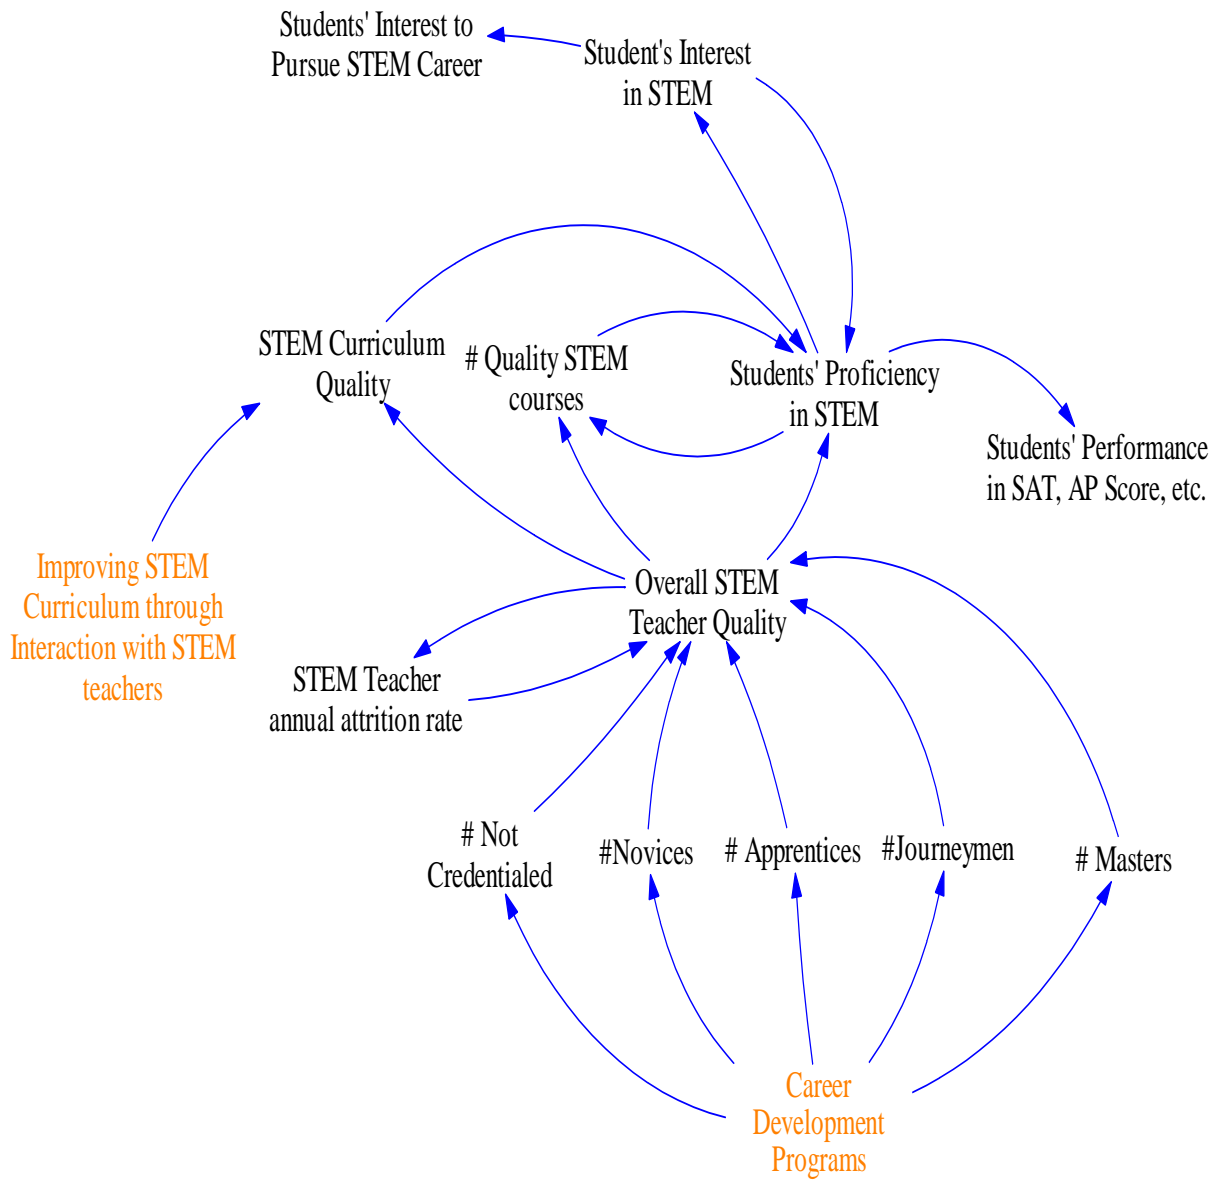 Students' Interest to
Pursue STEM Career
Student's Interest
in STEM
STEM Curriculum
Quality
# Quality STEM
courses
Students' Proficiency
in STEM
Students' Performance
in SAT, AP Score, etc.
Improving STEM
Curriculum through
Interaction with STEM
teachers
Overall STEM
Teacher Quality
STEM Teacher
annual attrition rate
# Not
Credentialed
#Novices
# Apprentices
#Journeymen
# Masters
Career
Development
Programs